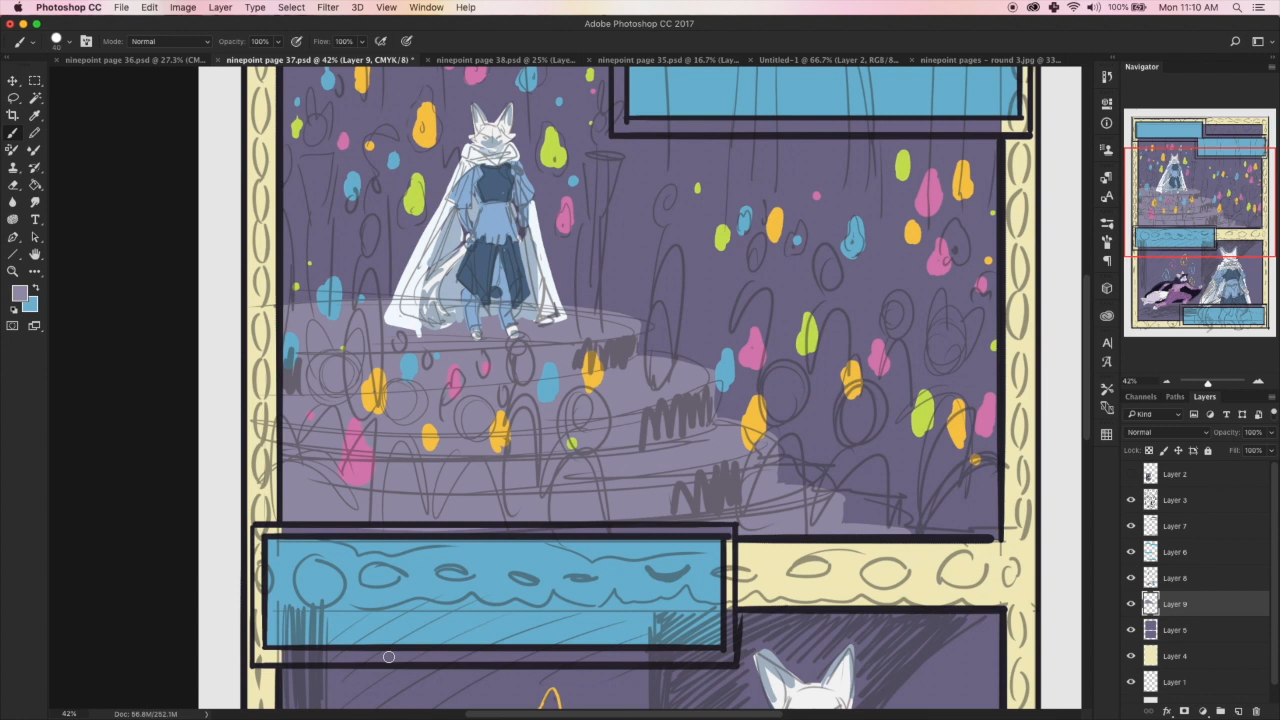 Photoshop CC File Edit Image Layer Type Select Filter 3D View Window Help 100% Mon 11:10 AM
Adobe Photoshop CC 2017
40 Mode: Normal Opacity: 100% Flow: 100%
ninepoint page 36.psd @ 27.3% (CM... ninepoint page 37.psd @ 42% (Layer 9, CMYK/8) * ninepoint page 38.psd @ 25% (Laye... ninepoint page 35.psd @ 16.7% (Lay... Untitled-1 @ 66.7% (Layer 2, RGB/8... ninepoint pages - round 3.jpg @ 33...
Navigator
42%
Channels Paths Layers
Kind
Normal Opacity: 100%
Lock: Fill: 100%
Layer 2
Layer 3
Layer 7
Layer 6
Layer 8
Layer 9
Layer 5
Layer 4
Layer 1
42% Doc: 56.8M/252.1M